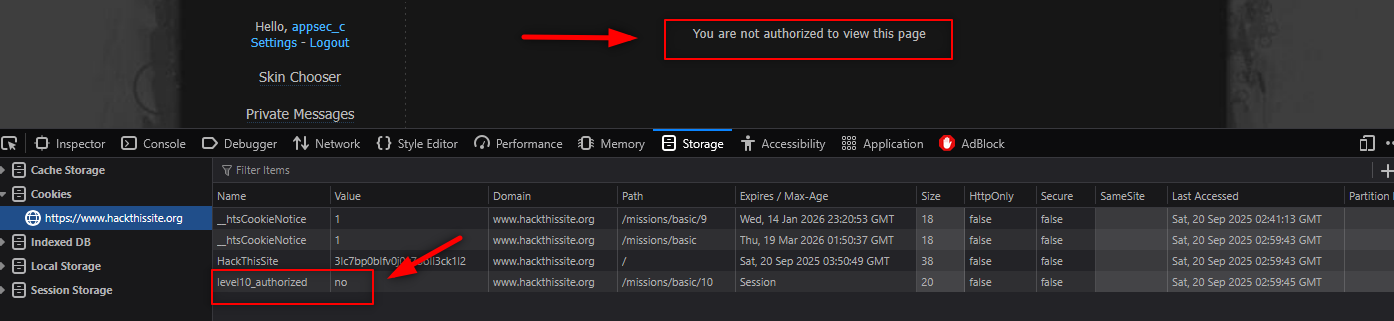 Hello, appsec_c
Settings - Logout
Skin Chooser
Private Messages
You are not authorized to view this page
Inspector Console Debugger Network Style Editor Performance Memory Storage Accessibility Application AdBlock
Cache Storage
Cookies
https://www.hackthissite.org
Indexed DB
Local Storage
Session Storage
Filter Items
Name Value Domain Path Expires / Max-Age Size HttpOnly Secure SameSite Last Accessed Partition
__htsCookieNotice 1 www.hackthissite.org /missions/basic/9 Wed, 14 Jan 2026 23:20:53 GMT 18 false false Sat, 20 Sep 2025 02:41:13 GMT
__htsCookieNotice 1 www.hackthissite.org /missions/basic Thu, 19 Mar 2026 01:50:37 GMT 18 false false Sat, 20 Sep 2025 02:59:43 GMT
HackThisSite www.hackthissite.org / Sat, 20 Sep 2025 03:50:49 GMT 38 false false Sat, 20 Sep 2025 02:59:43 GMT
level10_authorized no www.hackthissite.org /missions/basic/10 Session 20 false false Sat, 20 Sep 2025 02:59:45 GMT